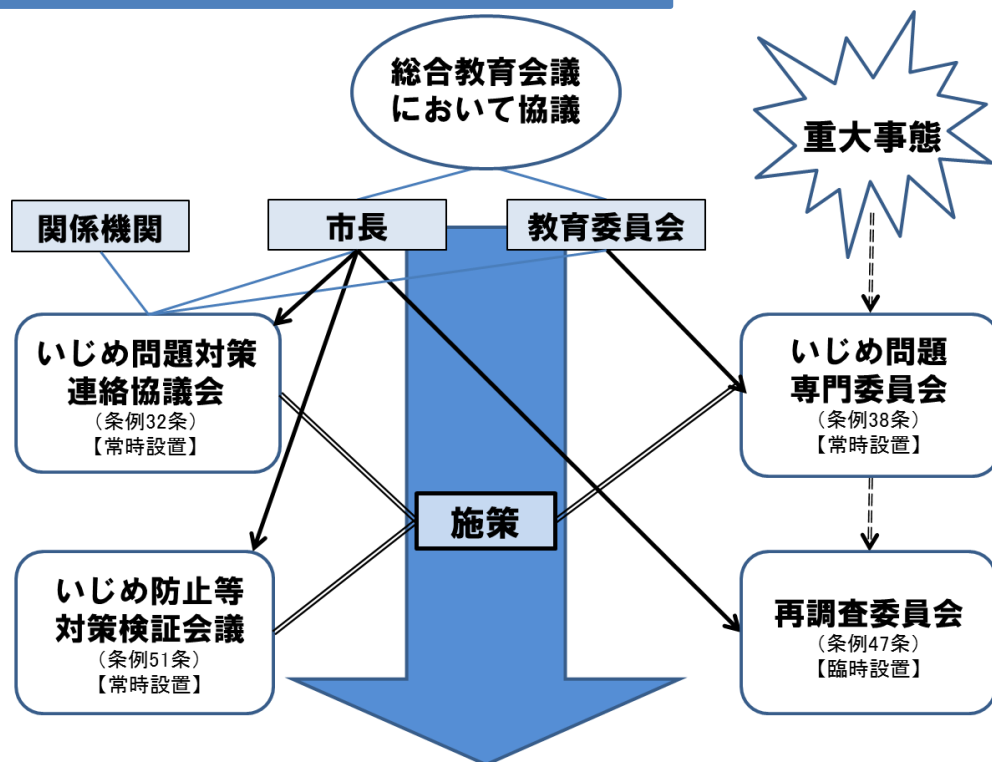 総合教育会議
において協議
重大事態
関係機関
市長
教育委員会
いじめ問題対策
連絡協議会
（条例32条）
【常時設置】
いじめ問題
専門委員会
（条例38条）
【常時設置】
施策
いじめ防止等
対策検証会議
（条例51条）
【常時設置】
再調査委員会
（条例47条）
【臨時設置】